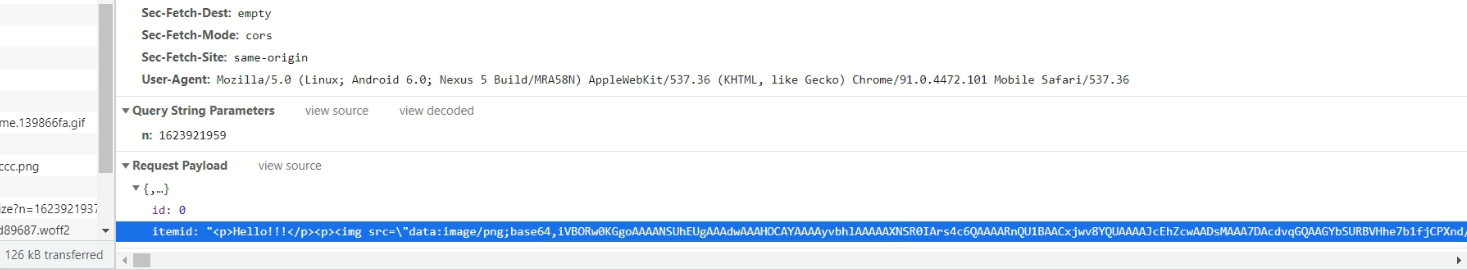 Sec-Fetch-Dest: empty
Sec-Fetch-Mode: cors
Sec-Fetch-Site: same-origin
User-Agent: Mozilla/5.0 (Linux; Android 6.0; Nexus 5 Build/MRA58N) AppleWebKit/537.36 (KHTML, like Gecko) Chrome/91.0.4472.101 Mobile Safari/537.36
Query String Parameters view source view decoded
me.139866fa.gif
n: 1623921959
ccc.png
Request Payload view source
{,…}
ize?n=1623921937
id: 0
d89687.woff2
itemid: "<p>Hello!!!</p><p><img src=\"data:image/png;base64,iVBORw0KGgoAAAANSUhEUgAAAdwAAAHOCAYAAAAyvbhlAAAAAXNSR0IArs4c6QAAAARnQU1BAACxjwv8YQUAAAAJcEhZcwAADsMAAA7DAcdvqGQAAGYbSURBVHhe7b1fjCPXnd/
126 kB transferred